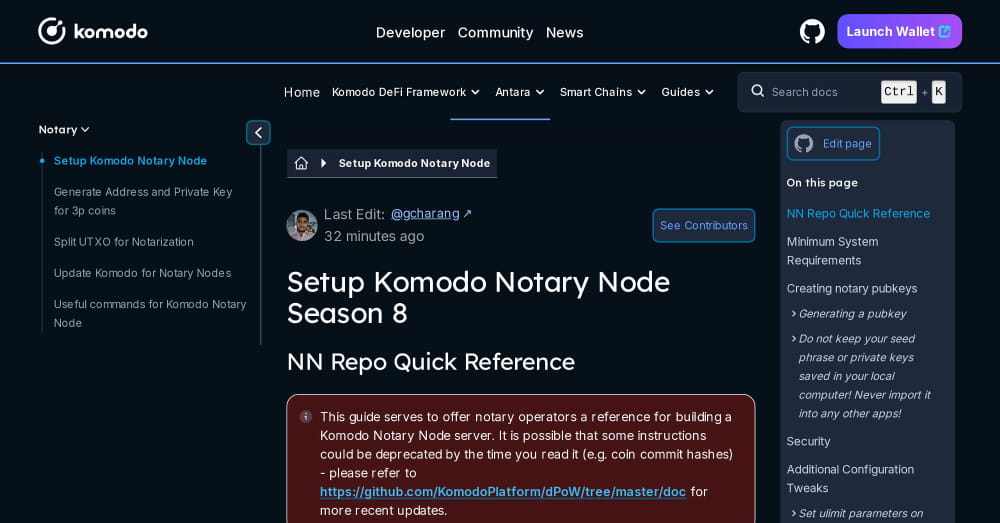 komodo
Developer Community News
Launch Wallet
Home Komodo DeFi Framework Antara Smart Chains Guides
Search docs Ctrl + K
Notary
Setup Komodo Notary Node
Generate Address and Private Key
for 3p coins
Split UTXO for Notarization
Update Komodo for Notary Nodes
Useful commands for Komodo Notary
Node
Setup Komodo Notary Node
Last Edit: @gcharang ↗
32 minutes ago
See Contributors
Setup Komodo Notary Node
Season 8
NN Repo Quick Reference
This guide serves to offer notary operators a reference for building a
Komodo Notary Node server. It is possible that some instructions
could be deprecated by the time you read it (e.g. coin commit hashes)
- please refer to
https://github.com/KomodoPlatform/dPoW/tree/master/doc for
more recent updates.
Edit page
On this page
NN Repo Quick Reference
Minimum System
Requirements
Creating notary pubkeys
Generating a pubkey
Do not keep your seed
phrase or private keys
saved in your local
computer! Never import it
into any other apps!
Security
Additional Configuration
Tweaks
Set ulimit parameters on